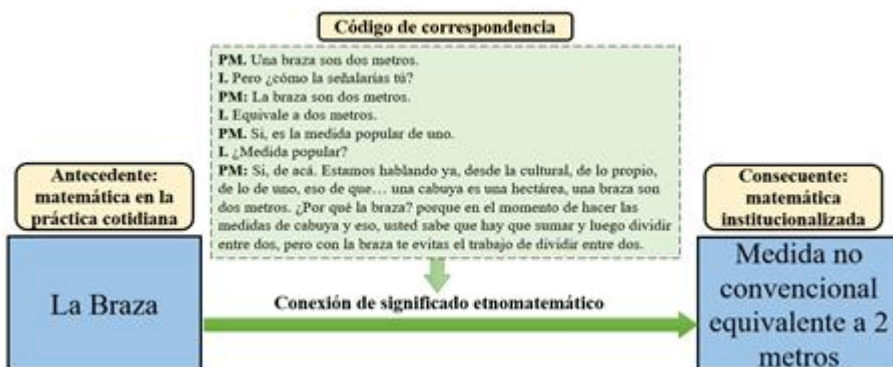 Código de correspondencia
PM. Una braza son dos metros.
I. Pero ¿cómo la señalarías tú?
PM: La braza son dos metros.
I. Equivale a dos metros.
PM. Si, es la medida popular de uno.
I. ¿Medida popular?
PM: Si, de acá. Estamos hablando ya, desde la cultural, de lo propio,
de lo de uno, eso de que… una cabuya es una hectárea, una braza son
dos metros. ¿Por qué la braza? porque en el momento de hacer las
medidas de cabuya y eso, usted sabe que hay que sumar y luego dividir
entre dos, pero con la braza te evitas el trabajo de dividir entre dos.
Antecedente:
matemática en la
práctica cotidiana
La Braza
Conexión de significado etnomatemático
Consecuente:
matemática
institucionalizada
Medida no
convencional
equivalente a 2
metros